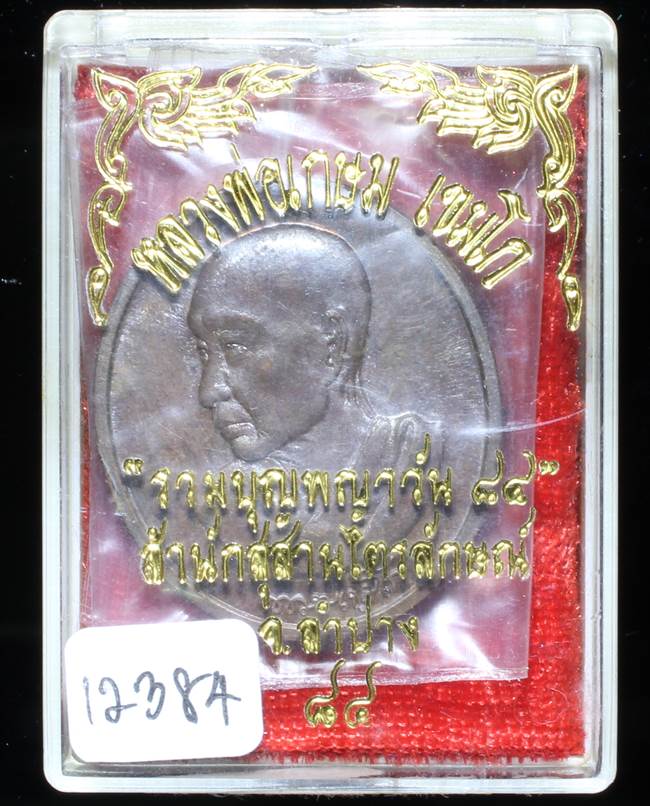 หลวงพ่อเกษม เขมโก
"รวมบุญพญาวัน ๘๔"
สำนักสุสานไตรลักษณ์
จ.ลำปาง
๘๔
12384